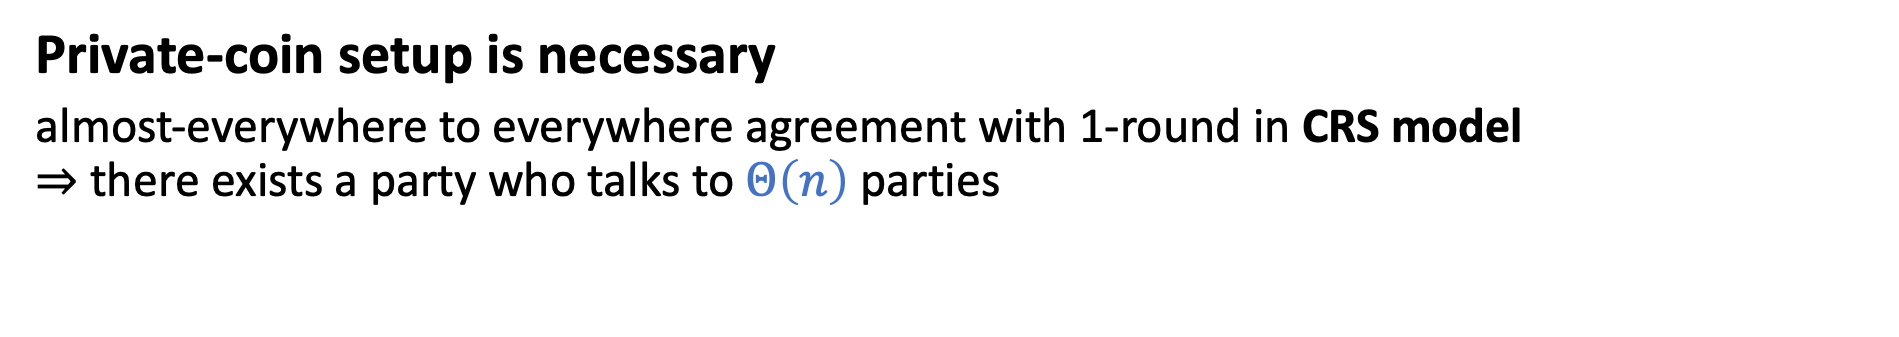 Private-coin setup is necessary
almost-everywhere to everywhere agreement with 1-round in CRS model
⇒ there exists a party who talks to Θ(n) parties